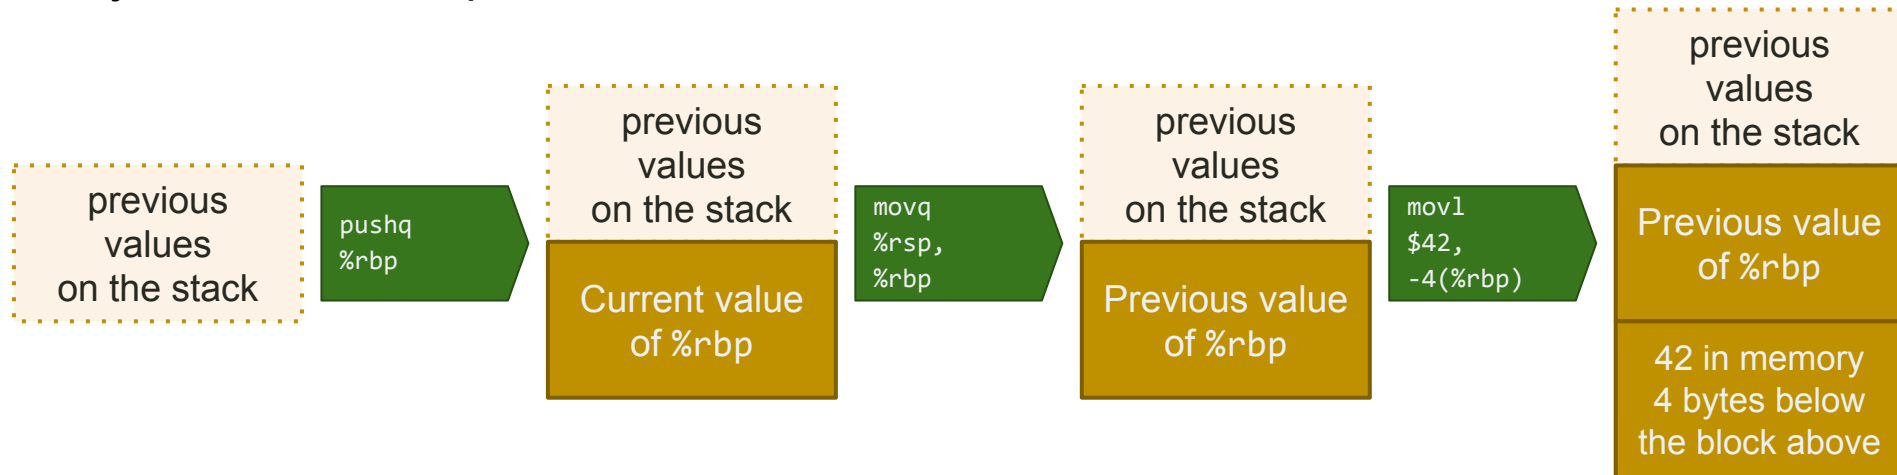 previous
values
on the stack
pushq
%rbp
previous
values
on the stack
Current value
of %rbp
movq
%rsp,
%rbp
previous
values
on the stack
Previous value
of %rbp
movl
$42,
-4(%rbp)
previous
values
on the stack
Previous value
of %rbp
42 in memory
4 bytes below
the block above